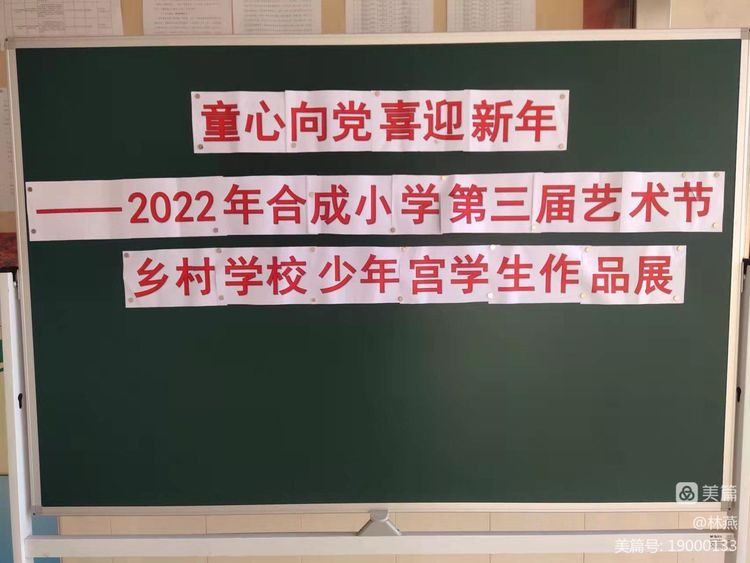 童心向党喜迎新年
——2022年合成小学第三届艺术节
乡村学校少年宫学生作品展
美篇
@林燕
美篇号: 19000133